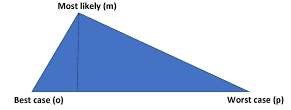 Most likely (m)
Best case (o)
Worst case (p)